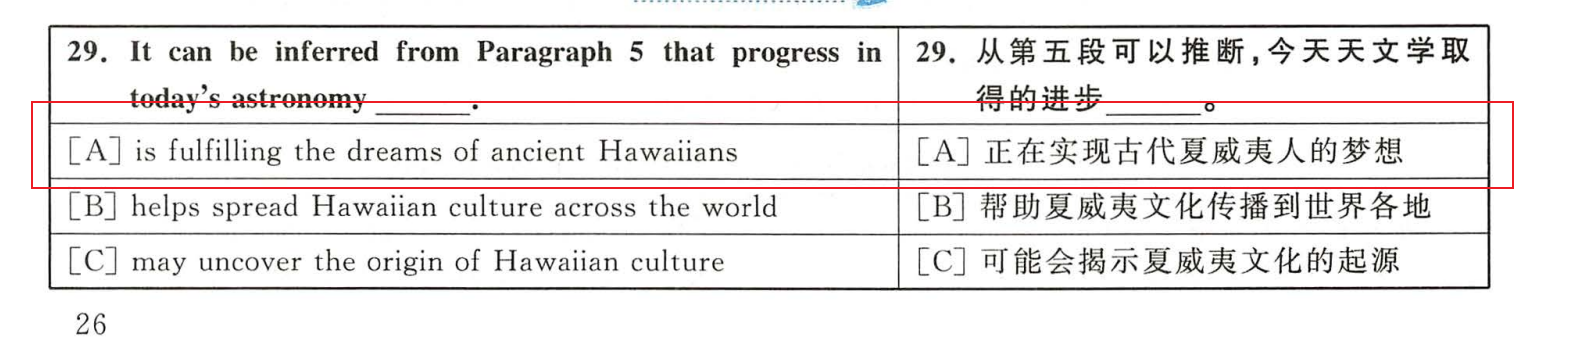 29. It can be inferred from Paragraph 5 that progress in
today's astronomy ______.
29. 从第五段可以推断,今天天文学取
得的进步______。
[A] is fulfilling the dreams of ancient Hawaiians
[A] 正在实现古代夏威夷人的梦想
[B] helps spread Hawaiian culture across the world
[B] 帮助夏威夷文化传播到世界各地
[C] may uncover the origin of Hawaiian culture
[C] 可能会揭示夏威夷文化的起源
26